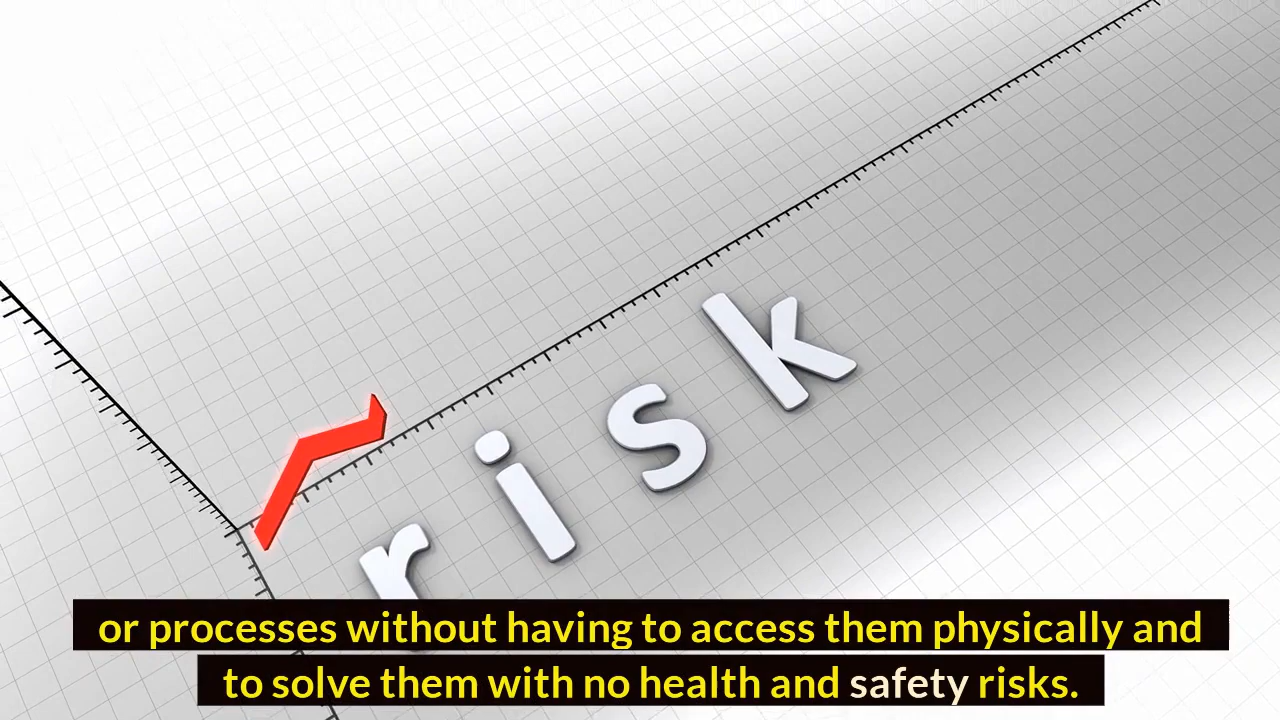 risk
or processes without having to access them physically and
to solve them with no health and safety risks.